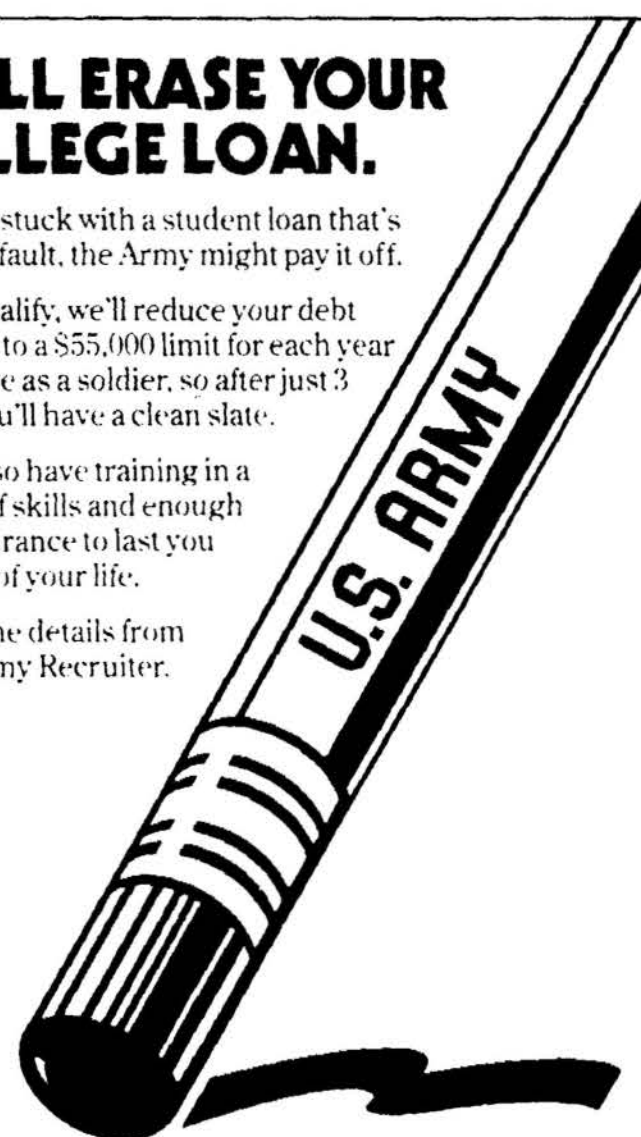 LL ERASE YOUR
LLEGE LOAN.
stuck with a student loan that's
fault, the Army might pay it off.
alify, we'll reduce your debt
to a $55,000 limit for each year
e as a soldier, so after just 3
u'll have a clean slate.
so have training in a
f skills and enough
rance to last you
of your life.
he details from
my Recruiter.
U.S. ARMY